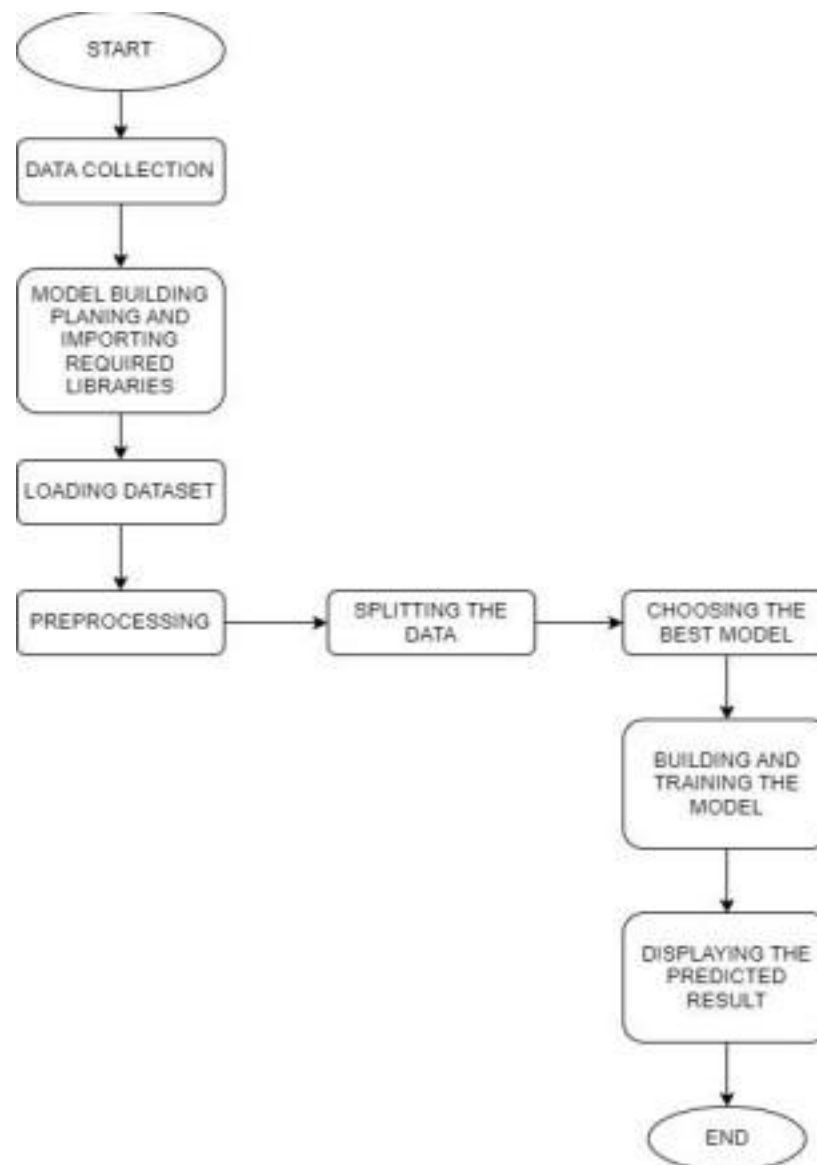 START
DATA COLLECTION
MODEL BUILDING
PLANING AND
IMPORTING
REQUIRED
LIBRARIES
LOADING DATASET
PREPROCESSING
SPLITTING THE
DATA
CHOOSING THE
BEST MODEL
BUILDING AND
TRAINING THE
MODEL
DISPLAYING THE
PREDICTED
RESULT
END